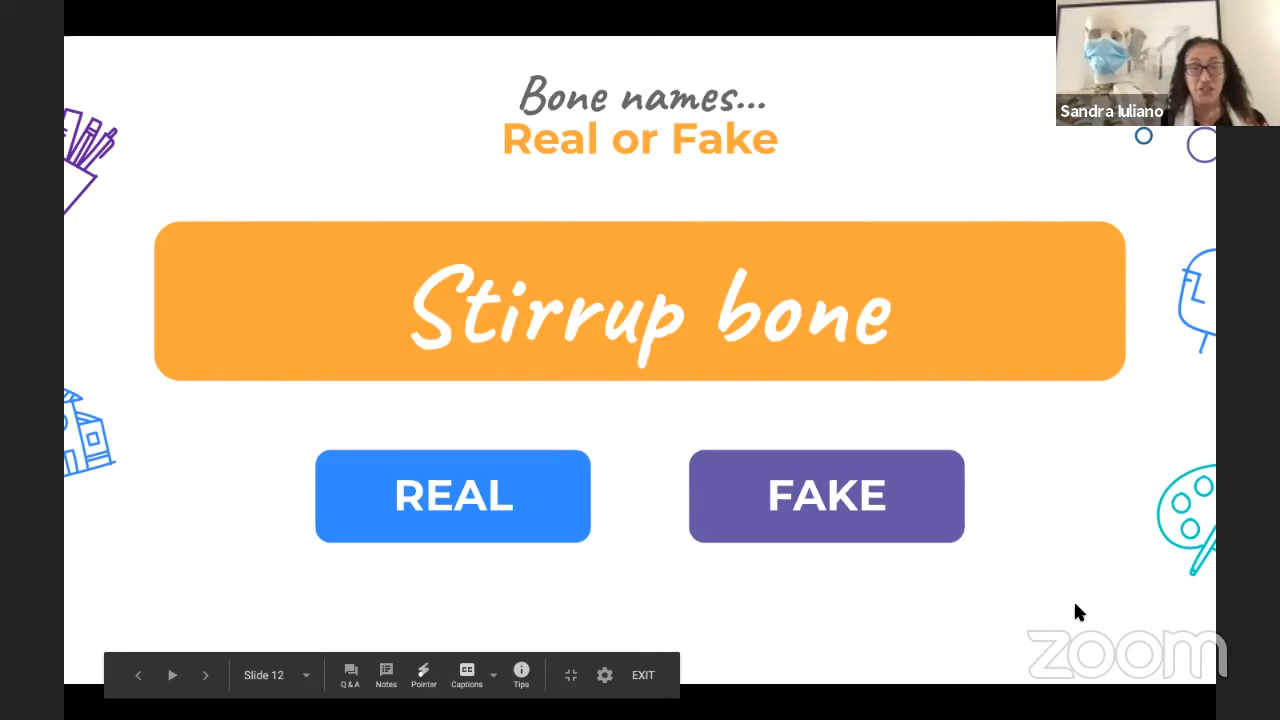 Bone names...
Real or Fake
Sandra Iuliano
Stirrup bone
REAL
FAKE
zoom
Slide 12
Q & A
Notes
Pointer
Captions
Tips
EXIT